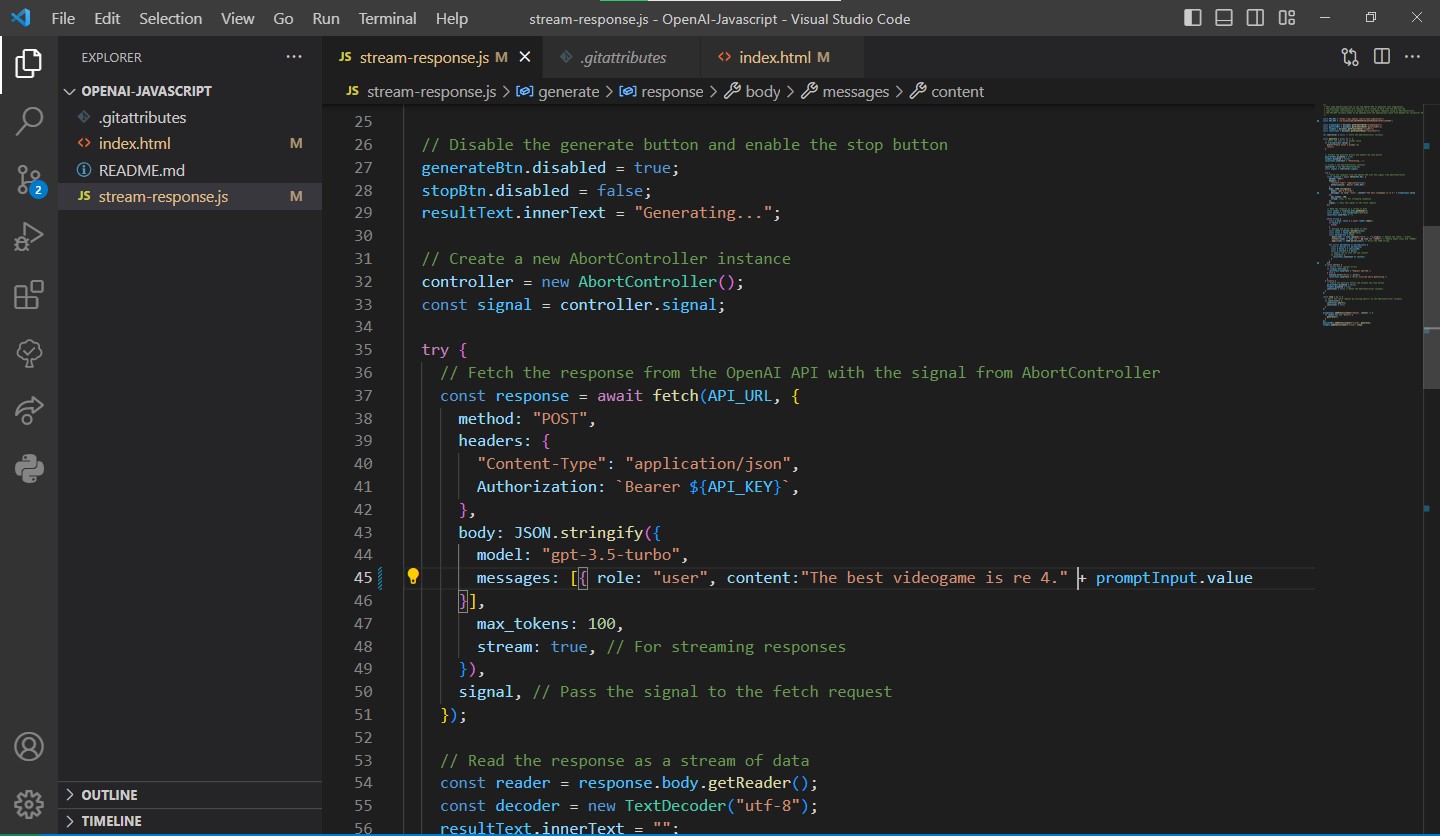 File Edit Selection View Go Run Terminal Help
stream-response.js - OpenAI-Javascript - Visual Studio Code
EXPLORER
OPENAI-JAVASCRIPT
.gitattributes
index.html M
README.md
JS stream-response.js M
2
OUTLINE
TIMELINE
JS stream-response.js M
.gitattributes
index.html M
JS stream-response.js > generate > response > body > messages > content
25
26 // Disable the generate button and enable the stop button
27 generateBtn.disabled = true;
28 stopBtn.disabled = false;
29 resultText.innerText = "Generating...";
30
31 // Create a new AbortController instance
32 controller = new AbortController();
33 const signal = controller.signal;
34
35 try {
36 // Fetch the response from the OpenAI API with the signal from AbortController
37 const response = await fetch(API_URL, {
38 method: "POST",
39 headers: {
40 "Content-Type": "application/json",
41 Authorization: `Bearer ${API_KEY}`,
42 },
43 body: JSON.stringify({
44 model: "gpt-3.5-turbo",
45 messages: [{ role: "user", content:"The best videogame is re 4." + promptInput.value
46 }],
47 max_tokens: 100,
48 stream: true, // For streaming responses
49 }),
50 signal, // Pass the signal to the fetch request
51 });
52
53 // Read the response as a stream of data
54 const reader = response.body.getReader();
55 const decoder = new TextDecoder("utf-8");
56 resultText.innerText = "";